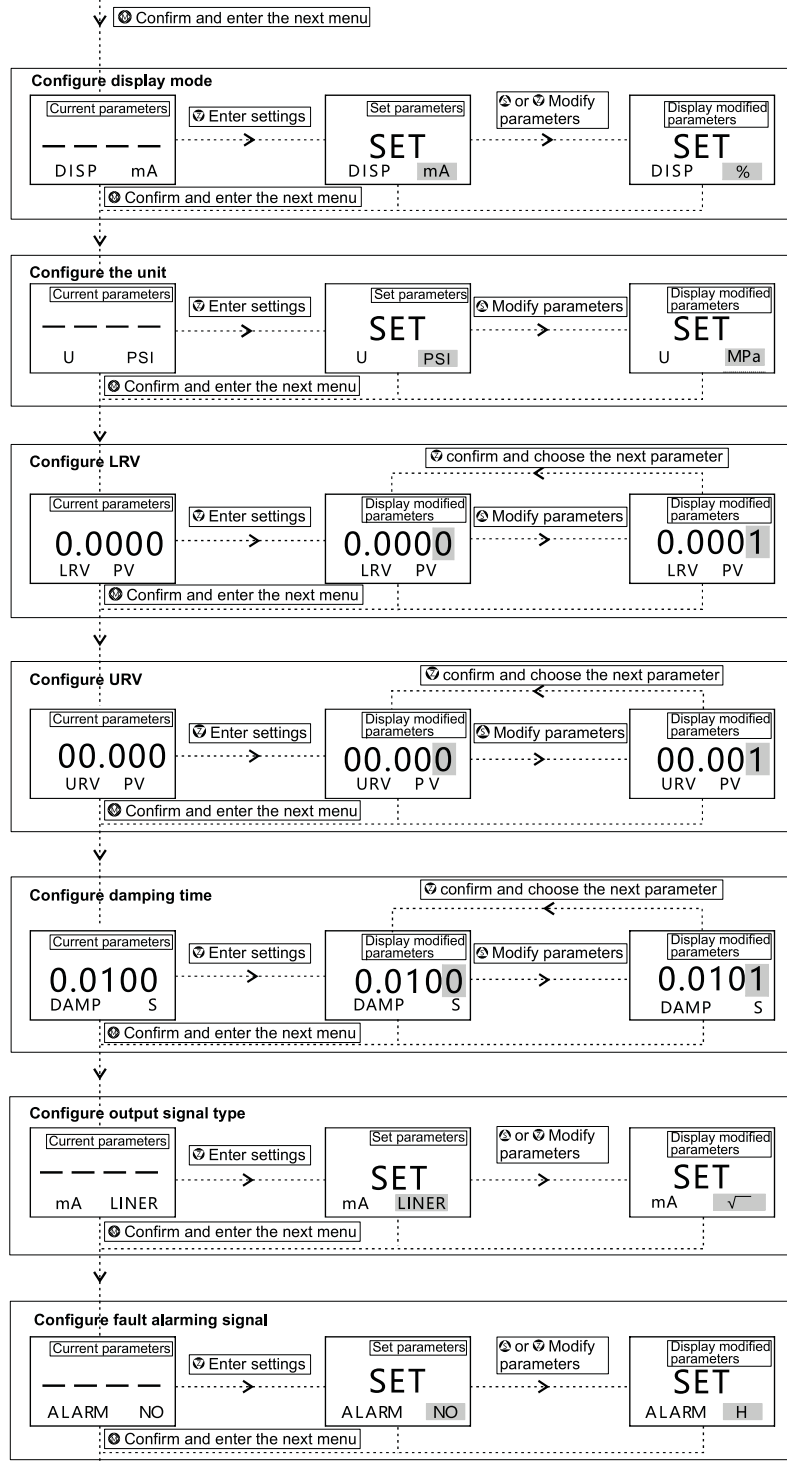 Ⓜ Confirm and enter the next menu
Configure display mode
Current parameters
— — — —
DISP mA
Enter settings
Set parameters
SET
DISP mA
or Modify
parameters
Display modified
parameters
SET
DISP %
Ⓜ Confirm and enter the next menu
Configure the unit
Current parameters
— — — —
U PSI
Enter settings
Set parameters
SET
U PSI
Modify parameters
Display modified
parameters
SET
U MPa
Ⓜ Confirm and enter the next menu
Configure LRV
confirm and choose the next parameter
Current parameters
0.0000
LRV PV
Enter settings
Display modified
parameters
0.0000
LRV PV
Modify parameters
Display modified
parameters
0.0001
LRV PV
Ⓜ Confirm and enter the next menu
Configure URV
confirm and choose the next parameter
Current parameters
00.000
URV PV
Enter settings
Display modified
parameters
00.000
URV PV
Modify parameters
Display modified
parameters
00.001
URV PV
Ⓜ Confirm and enter the next menu
Configure damping time
confirm and choose the next parameter
Current parameters
0.0100
DAMP S
Enter settings
Display modified
parameters
0.0100
DAMP S
Modify parameters
Display modified
parameters
0.0101
DAMP S
Ⓜ Confirm and enter the next menu
Configure output signal type
Current parameters
— — — —
mA LINER
Enter settings
Set parameters
SET
mA LINER
or Modify
parameters
Display modified
parameters
SET
mA √
Ⓜ Confirm and enter the next menu
Configure fault alarming signal
Current parameters
— — — —
ALARM NO
Enter settings
Set parameters
SET
ALARM NO
or Modify
parameters
Display modified
parameters
SET
ALARM H
Ⓜ Confirm and enter the next menu